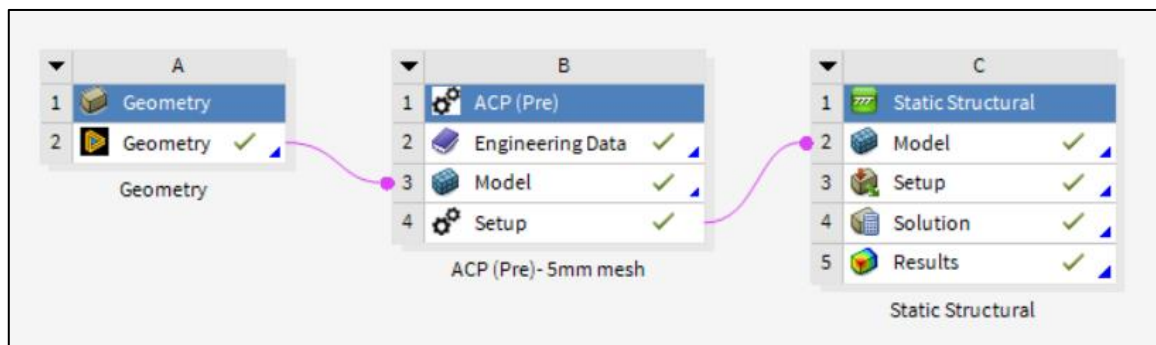 A
1 Geometry
2 Geometry
Geometry
B
1 ACP (Pre)
2 Engineering Data
3 Model
4 Setup
ACP (Pre)- 5mm mesh
C
1 Static Structural
2 Model
3 Setup
4 Solution
5 Results
Static Structural